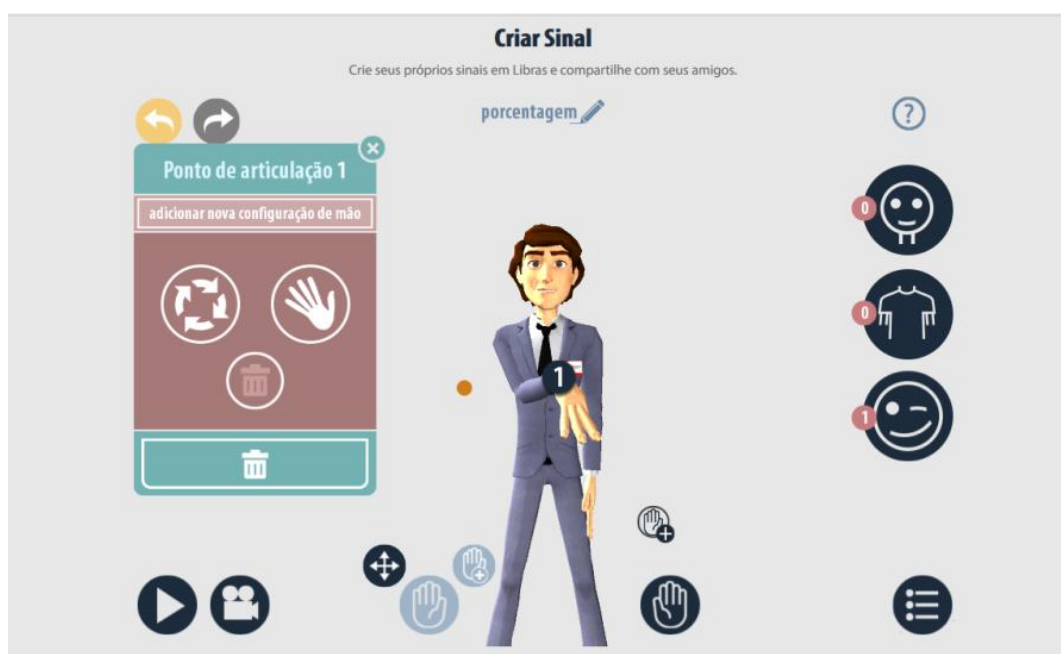 Criar Sinal
Crie seus próprios sinais em Libras e compartilhe com seus amigos.
porcentagem
?
Ponto de articulação 1
adicionar nova configuração de mão
0
1
0
1